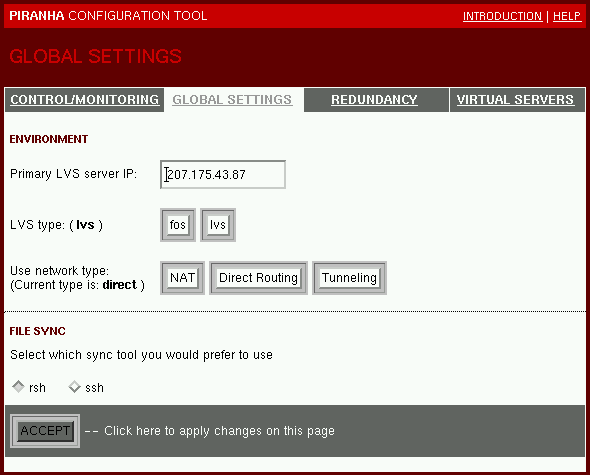 PIRANHA CONFIGURATION TOOL INTRODUCTION | HELP
GLOBAL SETTINGS
CONTROL/MONITORING GLOBAL SETTINGS REDUNDANCY VIRTUAL SERVERS
ENVIRONMENT
Primary LVS server IP: 207.175.43.87
LVS type: ( lvs ) fos lvs
Use network type:
(Current type is: direct ) NAT Direct Routing Tunneling
FILE SYNC
Select which sync tool you would prefer to use
rsh ssh
ACCEPT -- Click here to apply changes on this page